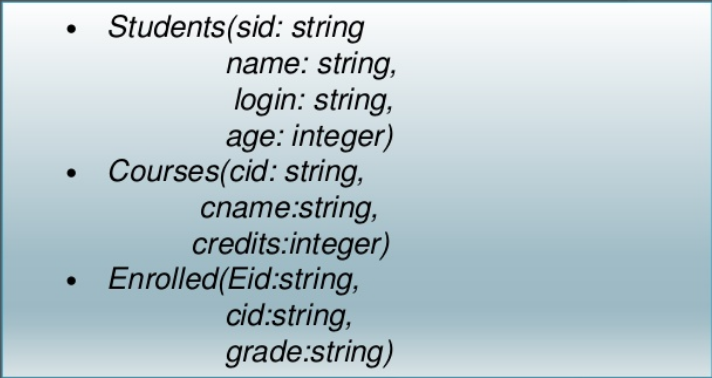 • Students(sid: string
name: string,
login: string,
age: integer)
• Courses(cid: string,
cname:string,
credits:integer)
• Enrolled(Eid:string,
cid:string,
grade:string)